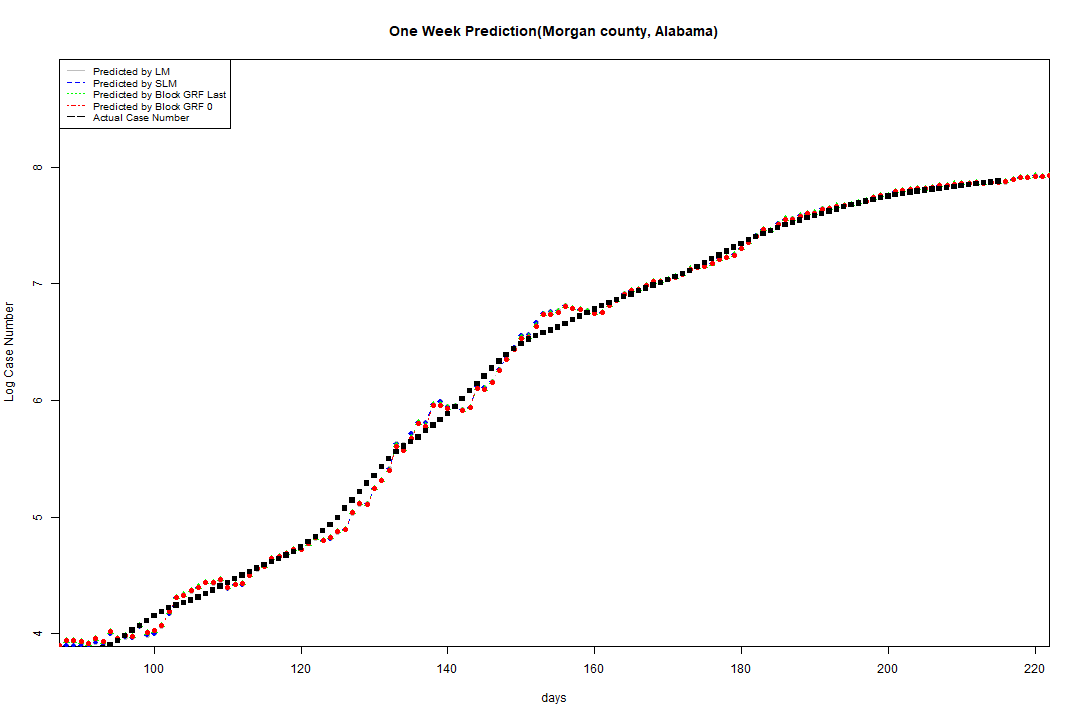 One Week Prediction(Morgan county, Alabama)
Predicted by LM
Predicted by SLM
Predicted by Block GRF Last
Predicted by Block GRF 0
Actual Case Number
8
7
6
5
4
Log Case Number
100 120 140 160 180 200 220
days